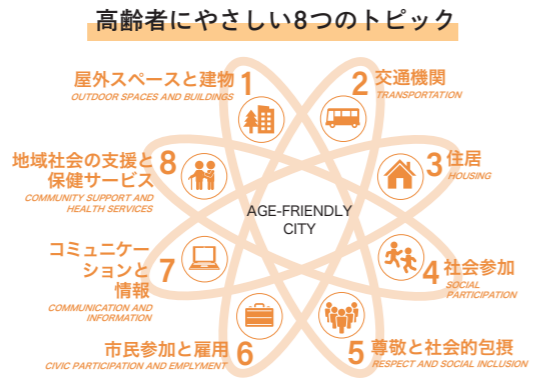 高齢者にやさしい8つのトピック
屋外スペースと建物 1
OUTDOOR SPACES AND BUILDINGS
2 交通機関
TRANSPORTATION
3 住居
HOUSING
4 社会参加
SOCIAL
PARTICIPATION
5 尊敬と社会的包摂
RESPECT AND SOCIAL INCLUSION
市民参加と雇用 6
CIVIC PARTICIPATION AND EMPLYMENT
コミュニケー
ションと
情報
7
COMMUNICATION AND
INFORMATION
地域社会の支援と
保健サービス
8
COMMUNITY SUPPORT AND
HEALTH SERVICES
AGE-FRIENDLY
CITY